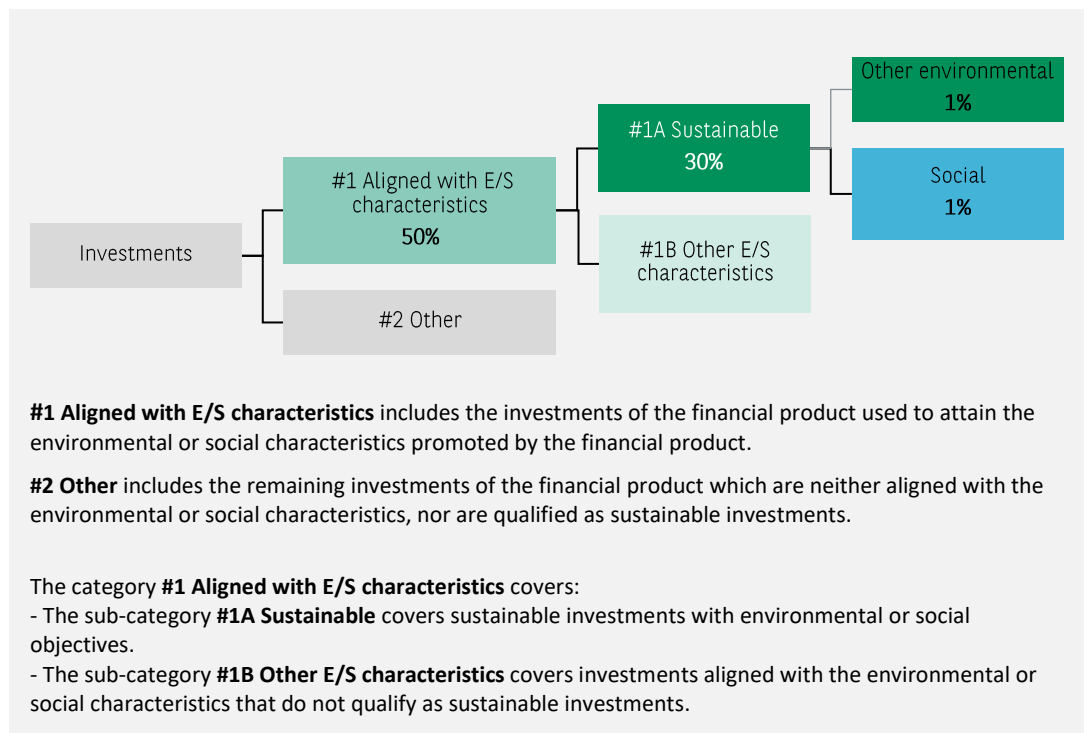 Other environmental
1%
#1A Sustainable
30%
Social
1%
#1 Aligned with E/S
characteristics
50%
Investments
#1B Other E/S
characteristics
#2 Other
#1 Aligned with E/S characteristics includes the investments of the financial product used to attain the
environmental or social characteristics promoted by the financial product.
#2 Other includes the remaining investments of the financial product which are neither aligned with the
environmental or social characteristics, nor are qualified as sustainable investments.
The category #1 Aligned with E/S characteristics covers:
- The sub-category #1A Sustainable covers sustainable investments with environmental or social
objectives.
- The sub-category #1B Other E/S characteristics covers investments aligned with the environmental or
social characteristics that do not qualify as sustainable investments.